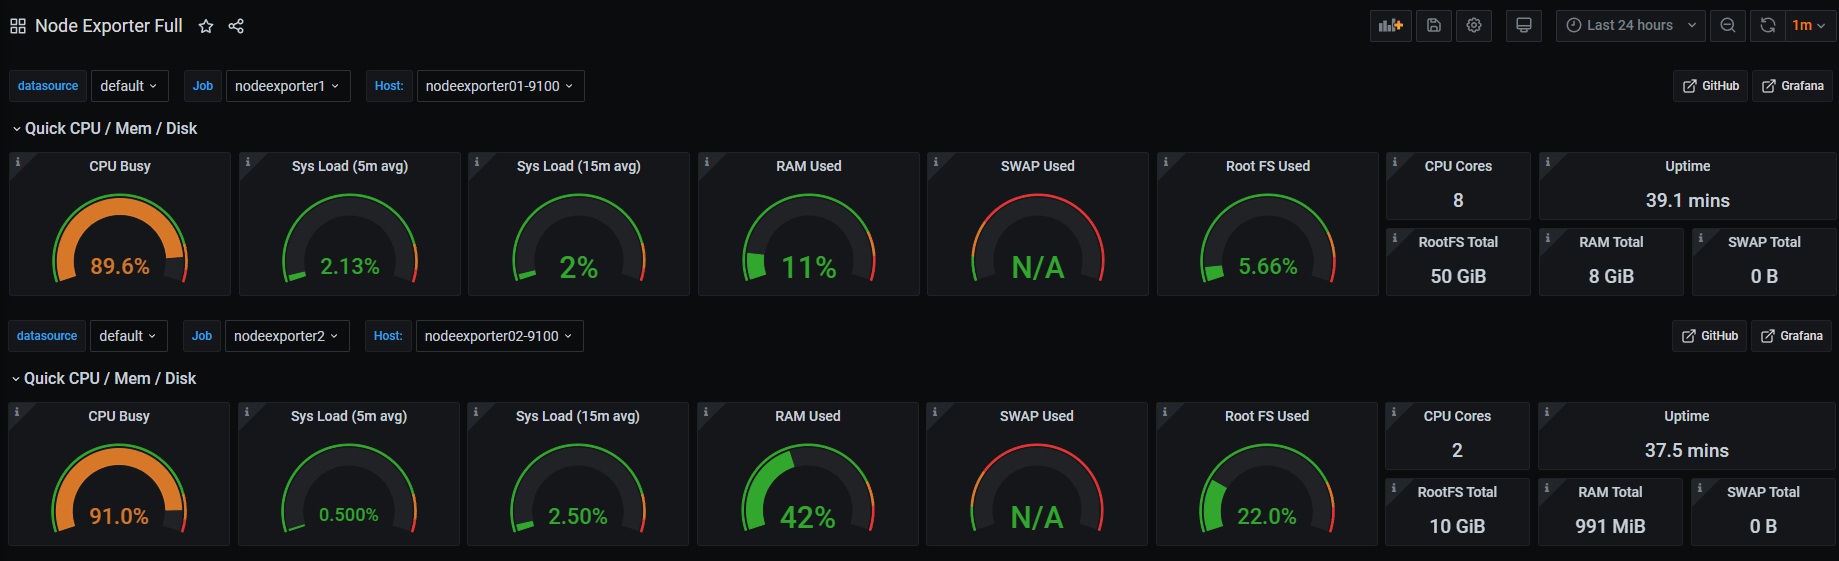 Node Exporter Full
Last 24 hours
1m
datasource default Job nodeexporter1 Host: nodeexporter01-9100 GitHub Grafana
Quick CPU / Mem / Disk
CPU Busy
89.6%
Sys Load (5m avg)
2.13%
Sys Load (15m avg)
2%
RAM Used
11%
SWAP Used
N/A
Root FS Used
5.66%
CPU Cores
8
Uptime
39.1 mins
RootFS Total
50 GiB
RAM Total
8 GiB
SWAP Total
0 B
datasource default Job nodeexporter2 Host: nodeexporter02-9100 GitHub Grafana
Quick CPU / Mem / Disk
CPU Busy
91.0%
Sys Load (5m avg)
0.500%
Sys Load (15m avg)
2.50%
RAM Used
42%
SWAP Used
N/A
Root FS Used
22.0%
CPU Cores
2
Uptime
37.5 mins
RootFS Total
10 GiB
RAM Total
991 MiB
SWAP Total
0 B